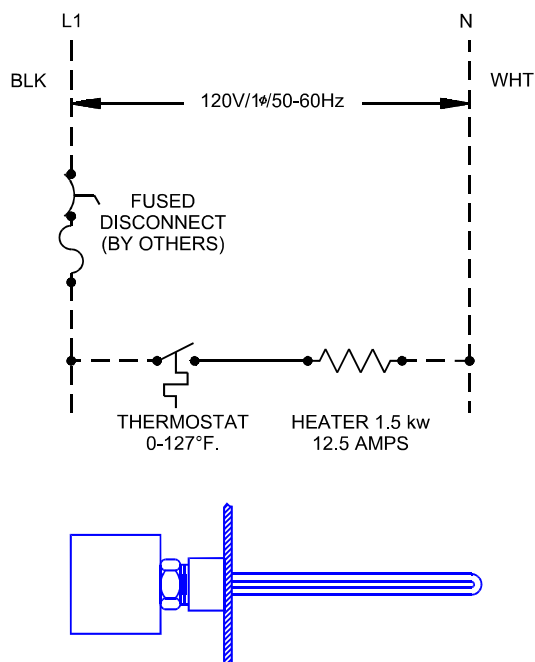 L1
N
BLK
WHT
120V/1ø/50-60Hz
FUSED
DISCONNECT
(BY OTHERS)
THERMOSTAT
0-127°F.
HEATER 1.5 kw
12.5 AMPS